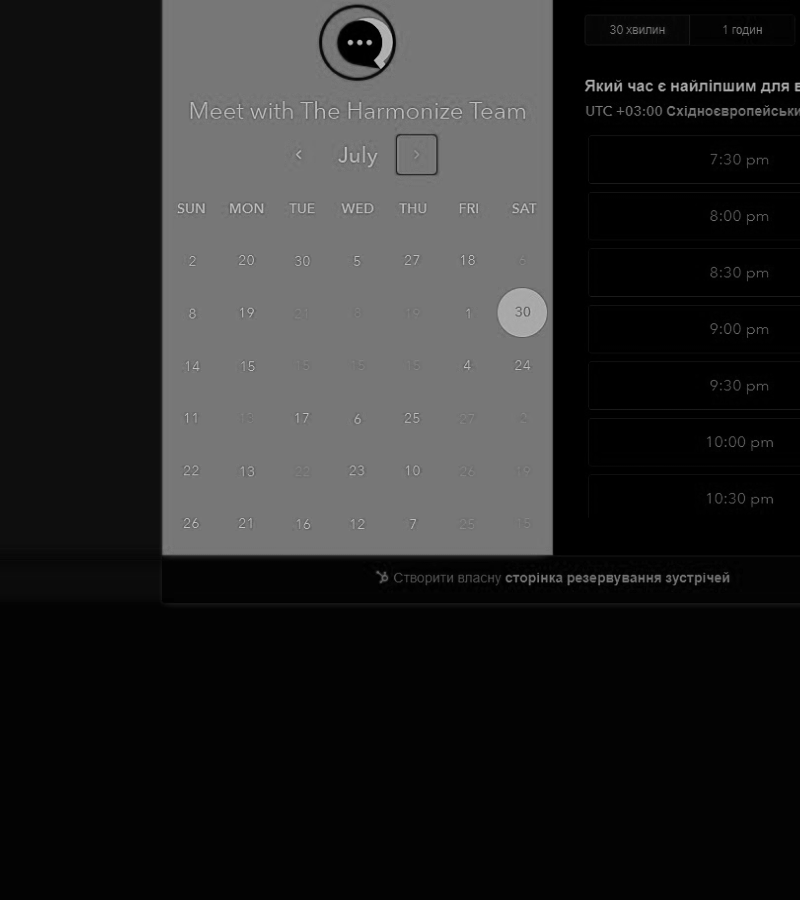 Meet with The Harmonize Team
July
SUN MON TUE WED THU FRI SAT
2 20 30 5 27 18 6
8 19 21 8 19 1 30
14 15 15 15 15 4 24
11 13 17 6 25 27 2
22 13 22 23 10 26 19
26 21 16 12 7 25 13
30 хвилин 1 годин
Який час є найліпшим для в
UTC +03:00 Східноєвропейськи
7:30 pm
8:00 pm
8:30 pm
9:00 pm
9:30 pm
10:00 pm
10:30 pm
Створити власну сторінка резервування зустрічей